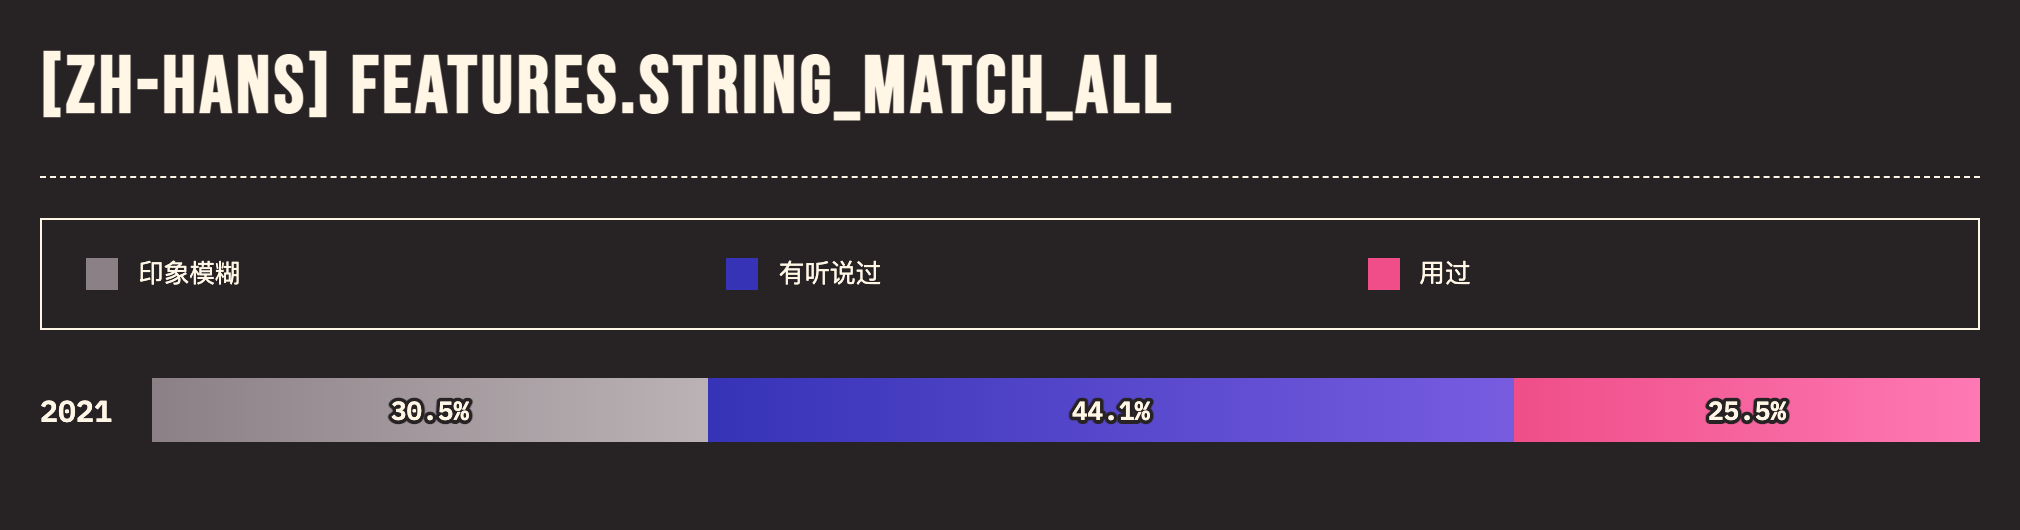 [ZH-HANS] FEATURES.STRING_MATCH_ALL
印象模糊 有听说过 用过
2021 30.5% 44.1% 25.5%